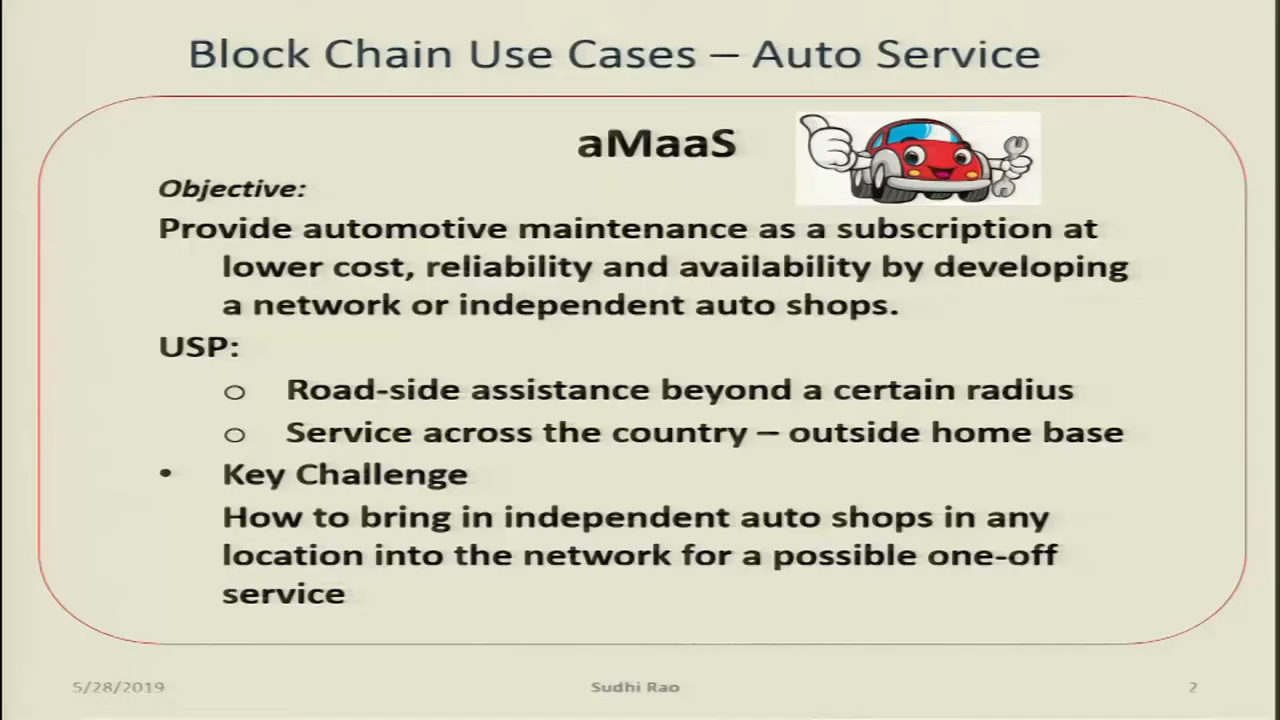 Block Chain Use Cases – Auto Service
aMaaS
Objective:
Provide automotive maintenance as a subscription at
lower cost, reliability and availability by developing
a network or independent auto shops.
USP:
o Road-side assistance beyond a certain radius
o Service across the country – outside home base
• Key Challenge
How to bring in independent auto shops in any
location into the network for a possible one-off
service
5/28/2019
Sudhi Rao
2